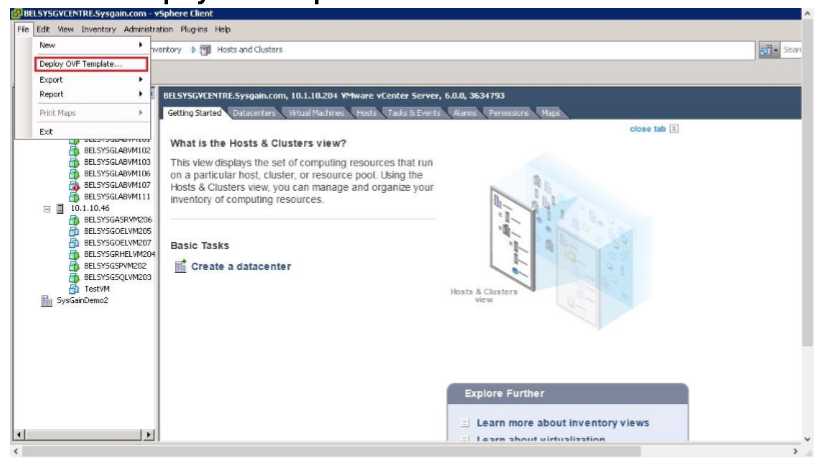 BELSYSGVCENTRE.Sysgain.com - vSphere Client
File Edit View Inventory Administration Plug-ins Help
New
Deploy OVF Template...
Export
Report
Print Maps
Exit
Hosts and Clusters
BELSYSGVCENTRE.Sysgain.com, 10.1.10.204 VMware vCenter Server, 6.0.0, 3634793
Getting Started Datacenters Virtual Machines Hosts Tasks & Events Alarms Permissions Maps
close tab
BELSYSGLABVM102
BELSYSGLABVM103
BELSYSGLABVM106
BELSYSGLABVM107
BELSYSGLABVM111
10.1.10.46
BELSYSGASRVM206
BELSYSGOELVM205
BELSYSGOELVM207
BELSYSGRHELVM204
BELSYSGSPVM202
BELSYSGSQLVM203
TestVM
SysGainDemo2
What is the Hosts & Clusters view?
This view displays the set of computing resources that run
on a particular host, cluster, or resource pool. Using the
Hosts & Clusters view, you can manage and organize your
inventory of computing resources.
Basic Tasks
Create a datacenter
Hosts & Clusters
view
Explore Further
Learn more about inventory views
Learn about virtualization